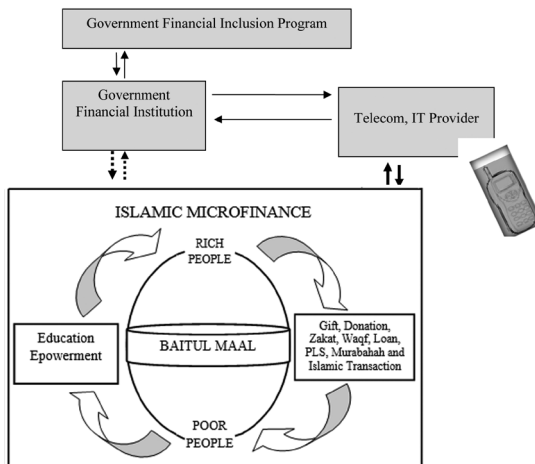 Government Financial Inclusion Program
Government
Financial Institution
Telecom, IT Provider
ISLAMIC MICROFINANCE
RICH
PEOPLE
Education
Epowerment
BAITUL MAAL
Gift, Donation,
Zakat, Waqf, Loan,
PLS, Murabahah and
Islamic Transaction
POOR
PEOPLE